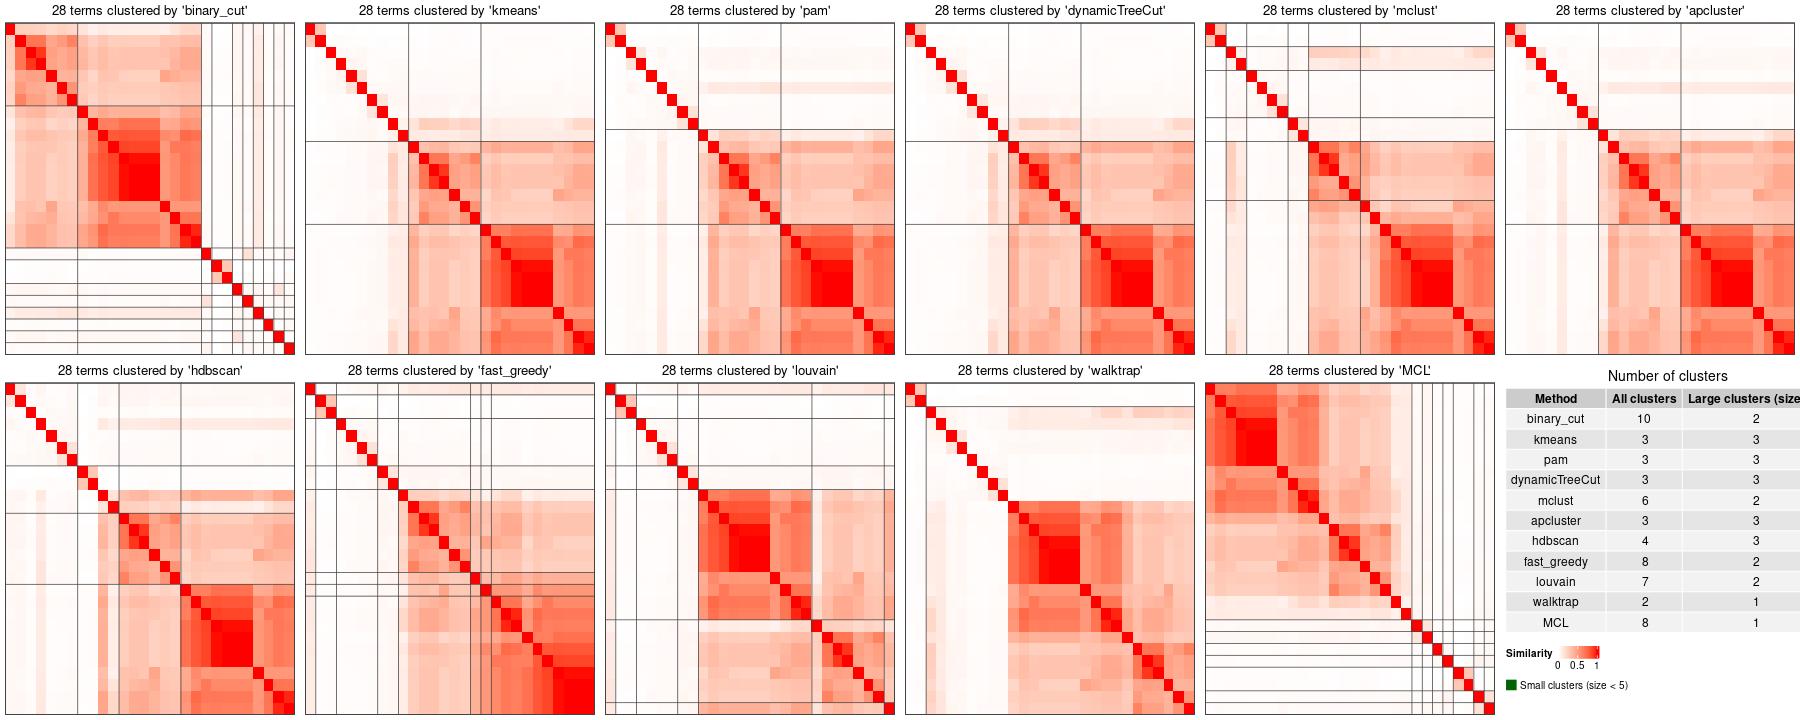 28 terms clustered by 'binary_cut'
28 terms clustered by 'kmeans'
28 terms clustered by 'pam'
28 terms clustered by 'dynamicTreeCut'
28 terms clustered by 'mclust'
28 terms clustered by 'apcluster'
28 terms clustered by 'hdbscan'
28 terms clustered by 'fast_greedy'
28 terms clustered by 'louvain'
28 terms clustered by 'walktrap'
28 terms clustered by 'MCL'
Number of clusters
Method All clusters Large clusters (size
binary_cut 10 2
kmeans 3 3
pam 3 3
dynamicTreeCut 3 3
mclust 6 2
apcluster 3 3
hdbscan 4 3
fast_greedy 8 2
louvain 7 2
walktrap 2 1
MCL 8 1
Similarity
0 0.5 1
Small clusters (size < 5)